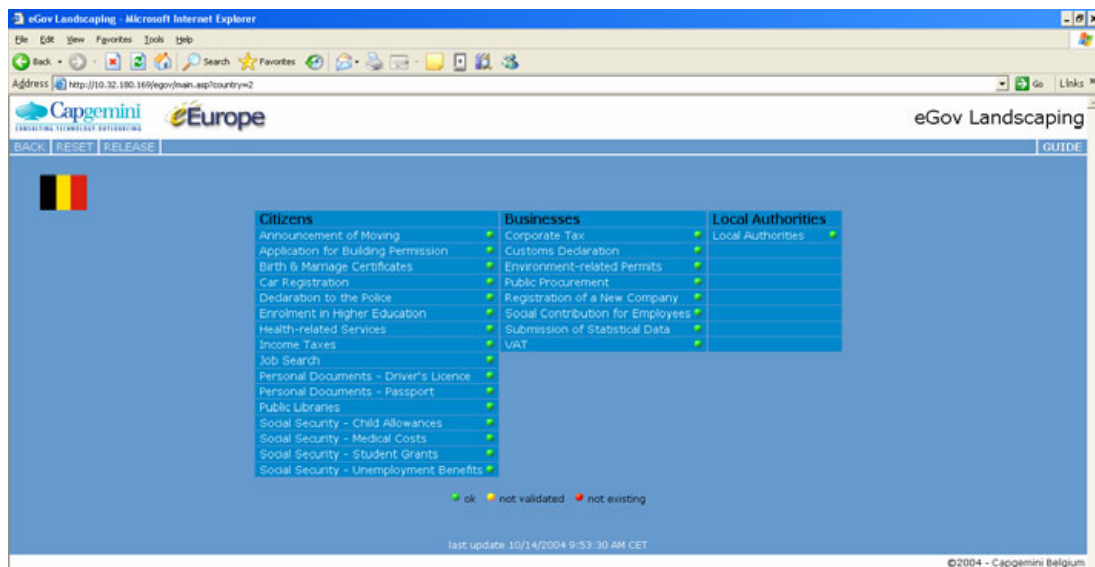 eGov Landscaping - Microsoft Internet Explorer
File Edit View Favorites Tools Help
Back Search Favorites
Address http://10.32.180.169/egov/main.asp?country=2 Go Links
Capgemini eEurope eGov Landscaping
CONSULTING TECHNOLOGY OUTSOURCING
BACK RESET RELEASE GUIDE
Citizens Businesses Local Authorities
Announcement of Moving Corporate Tax Local Authorities
Application for Building Permission Customs Declaration
Birth & Marriage Certificates Environment-related Permits
Car Registration Public Procurement
Declaration to the Police Registration of a New Company
Enrolment in Higher Education Social Contribution for Employees
Health-related Services Submission of Statistical Data
Income Taxes VAT
Job Search
Personal Documents - Driver's Licence
Personal Documents - Passport
Public Libraries
Social Security - Child Allowances
Social Security - Medical Costs
Social Security - Student Grants
Social Security - Unemployment Benefits
ok not validated not existing
last update 10/14/2004 9:53:30 AM CET
©2004 - Capgemini Belgium